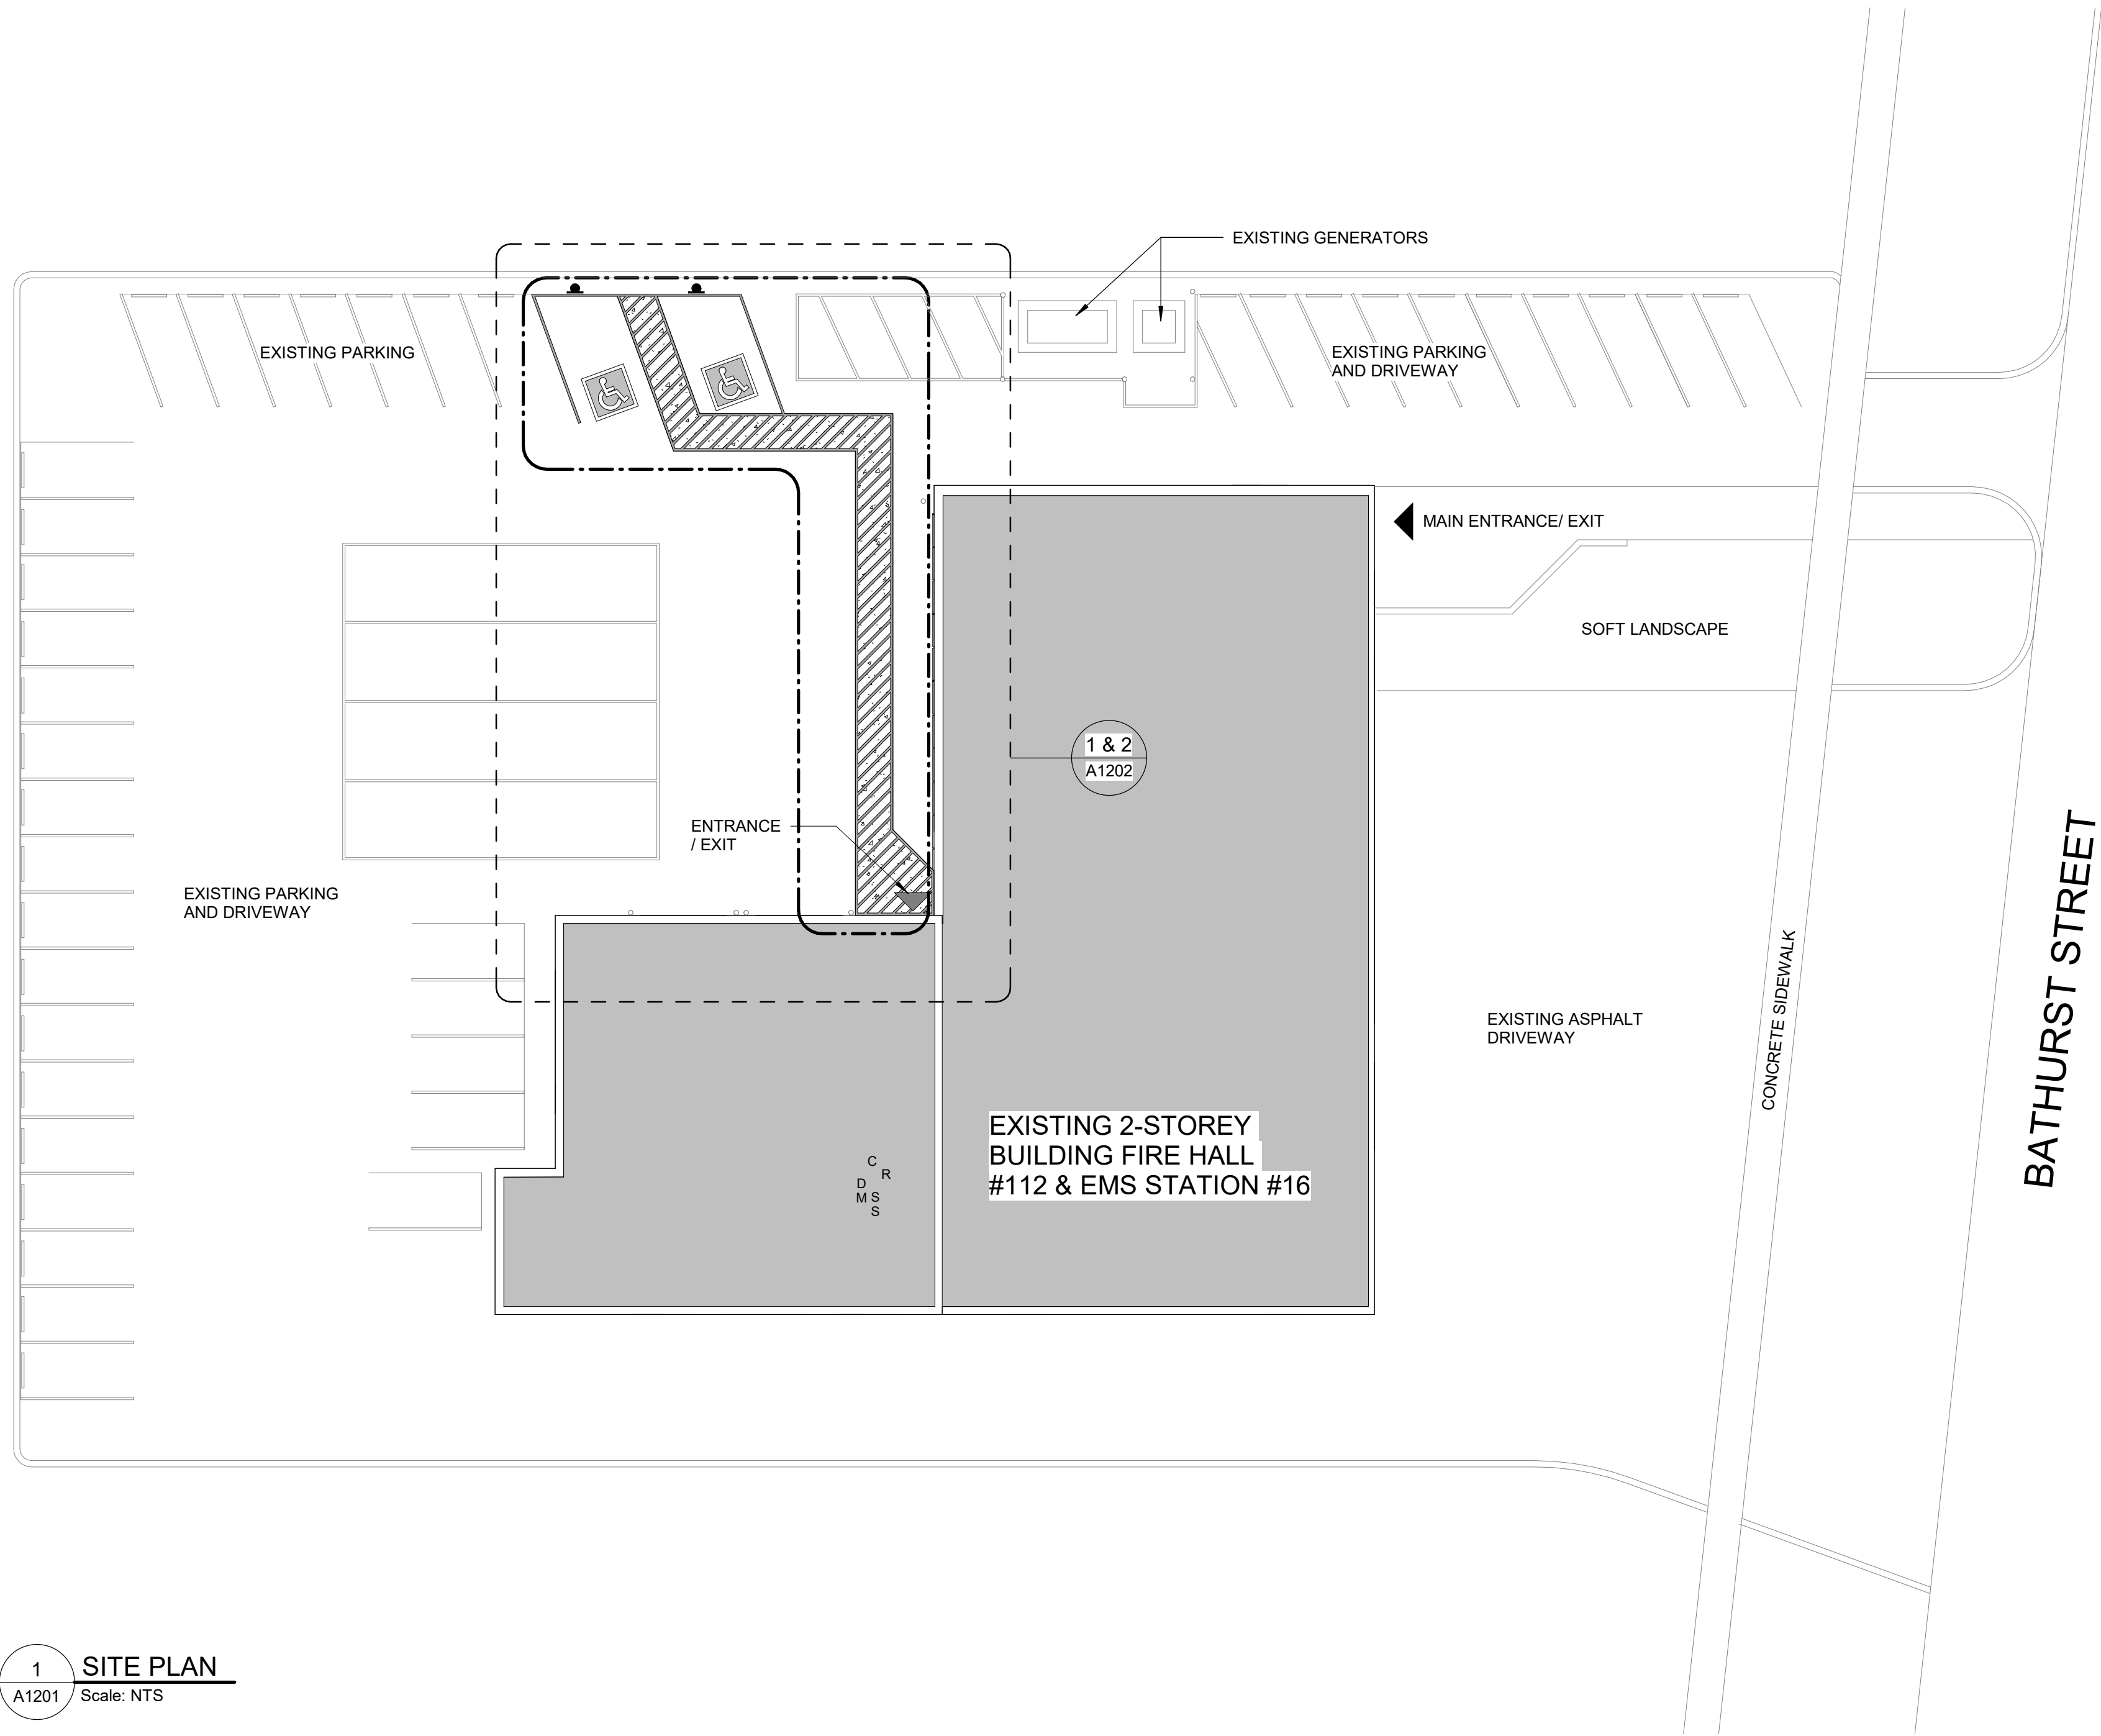 EXISTING GENERATORS
EXISTING PARKING
EXISTING PARKING
AND DRIVEWAY
MAIN ENTRANCE/ EXIT
SOFT LANDSCAPE
1 & 2
A1202
ENTRANCE
/ EXIT
EXISTING PARKING
AND DRIVEWAY
BATHURST STREET
CONCRETE SIDEWALK
EXISTING ASPHALT
DRIVEWAY
EXISTING 2-STOREY
BUILDING FIRE HALL
#112 & EMS STATION #16
C
R
D
M S
S
1
A1201
SITE PLAN
Scale: NTS